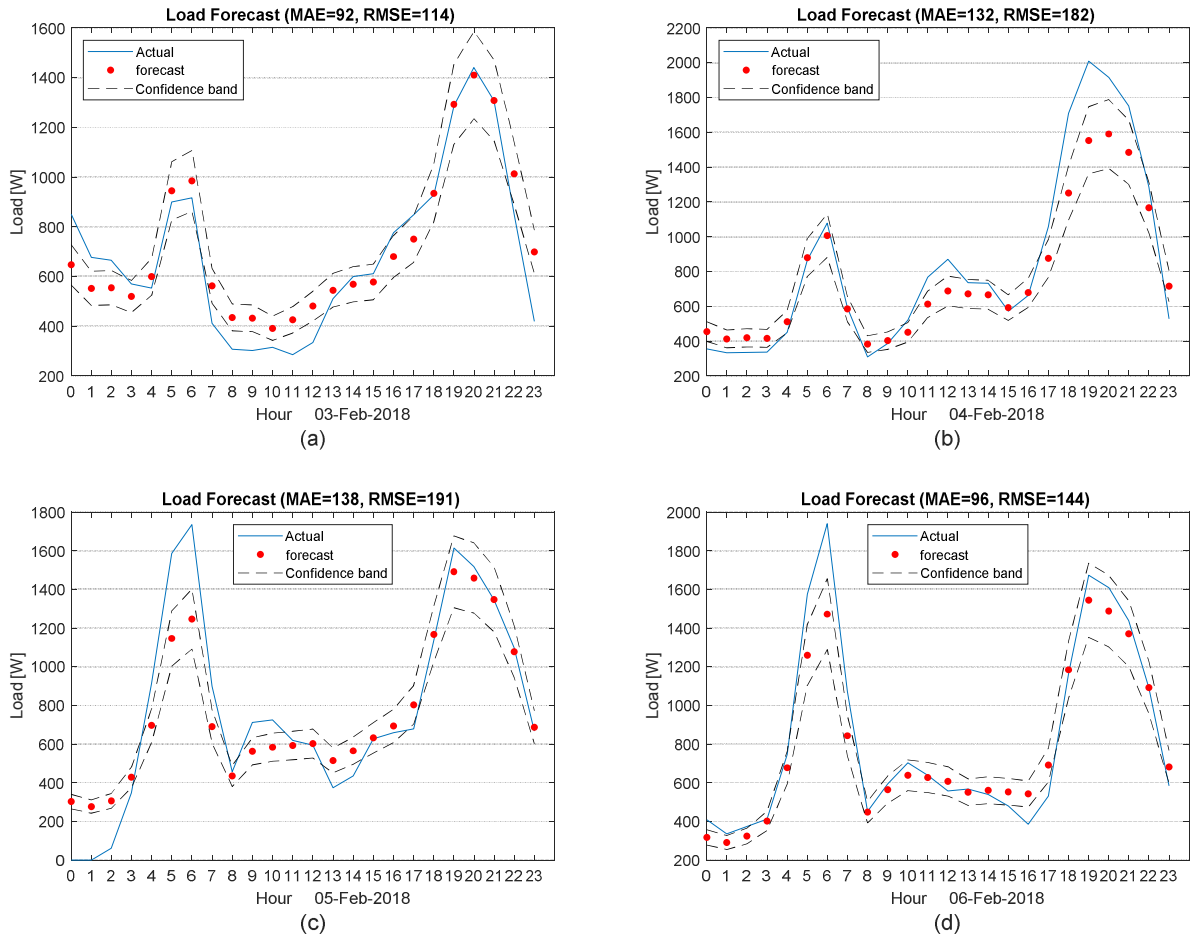 Load Forecast (MAE=92, RMSE=114)
1600
1400
1200
1000
800
600
400
200
Load [W]
Actual
forecast
Confidence band
0 1 2 3 4 5 6 7 8 9 10 11 12 13 14 15 16 17 18 19 20 21 22 23
Hour 03-Feb-2018
(a)
Load Forecast (MAE=132, RMSE=182)
2200
2000
1800
1600
1400
1200
1000
800
600
400
200
Load [W]
Actual
forecast
Confidence band
0 1 2 3 4 5 6 7 8 9 10 11 12 13 14 15 16 17 18 19 20 21 22 23
Hour 04-Feb-2018
(b)
Load Forecast (MAE=138, RMSE=191)
1800
1600
1400
1200
1000
800
600
400
200
0
Load [W]
Actual
forecast
Confidence band
0 1 2 3 4 5 6 7 8 9 10 11 12 13 14 15 16 17 18 19 20 21 22 23
Hour 05-Feb-2018
(c)
Load Forecast (MAE=96, RMSE=144)
2000
1800
1600
1400
1200
1000
800
600
400
200
Load [W]
Actual
forecast
Confidence band
0 1 2 3 4 5 6 7 8 9 10 11 12 13 14 15 16 17 18 19 20 21 22 23
Hour 06-Feb-2018
(d)